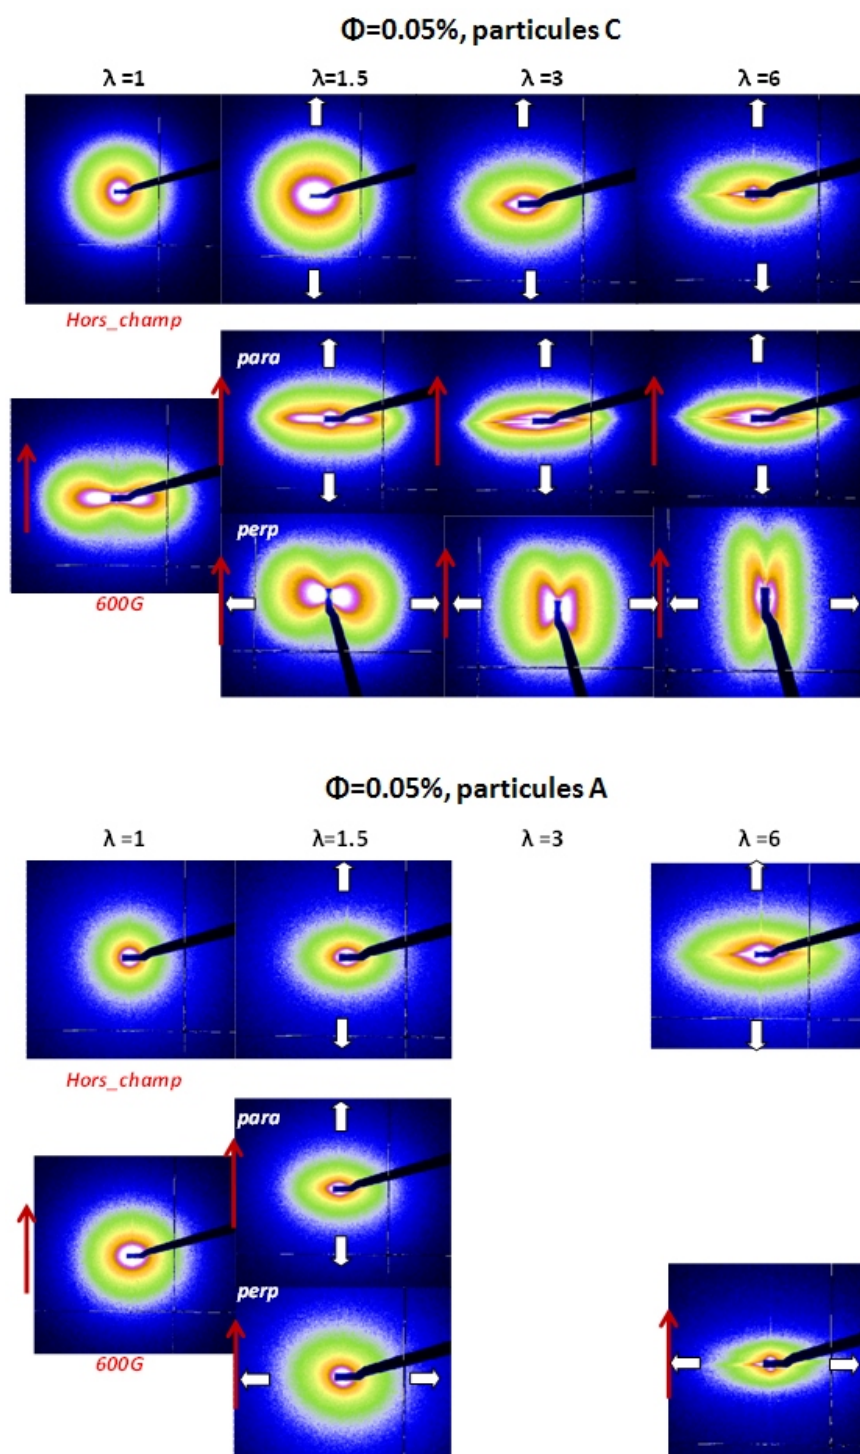 Φ=0.05%, particules C
λ =1 λ=1.5 λ =3 λ =6
Hors_champ
para
perp
600G
Φ=0.05%, particules A
λ =1 λ=1.5 λ =3 λ =6
Hors_champ
para
perp
600G